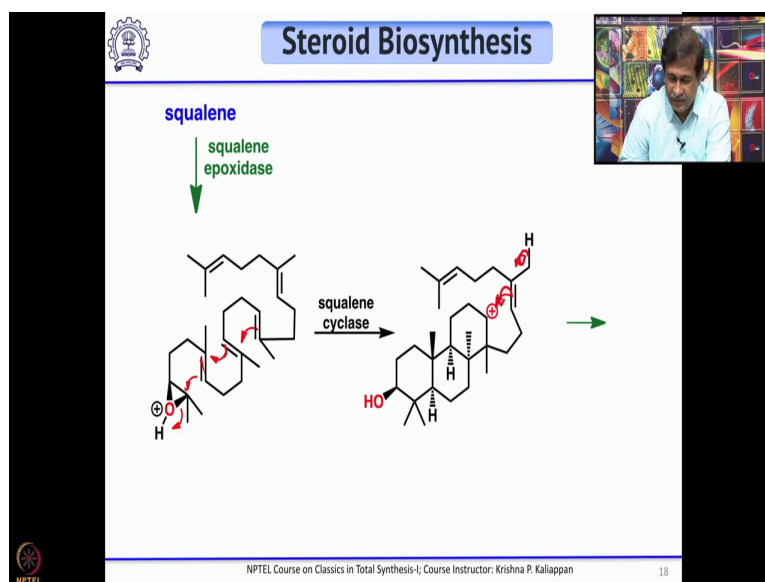 Steroid Biosynthesis
squalene
squalene
epoxidase
squalene
cyclase
H
H
HO
H
⊕
O
H
⊕
NPTEL Course on Classics in Total Synthesis-I; Course Instructor: Krishna P. Kaliappan
18
NPTEL